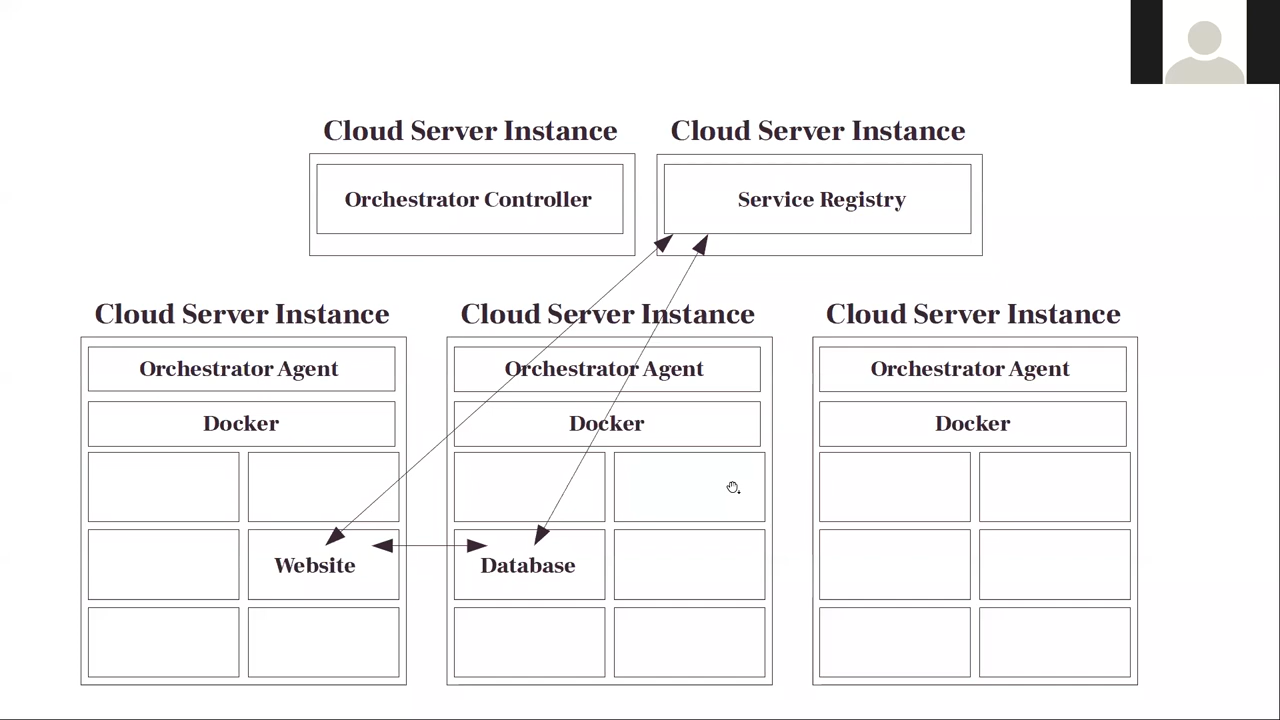 Cloud Server Instance
Cloud Server Instance
Orchestrator Controller
Service Registry
Cloud Server Instance
Cloud Server Instance
Cloud Server Instance
Orchestrator Agent
Orchestrator Agent
Orchestrator Agent
Docker
Docker
Docker
Website
Database